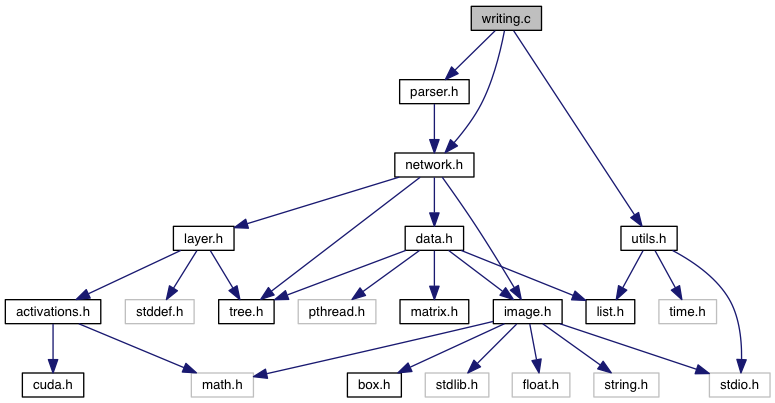 writing.c
parser.h
network.h
layer.h
data.h
utils.h
activations.h
stddef.h
tree.h
pthread.h
matrix.h
image.h
list.h
time.h
cuda.h
math.h
box.h
stdlib.h
float.h
string.h
stdio.h